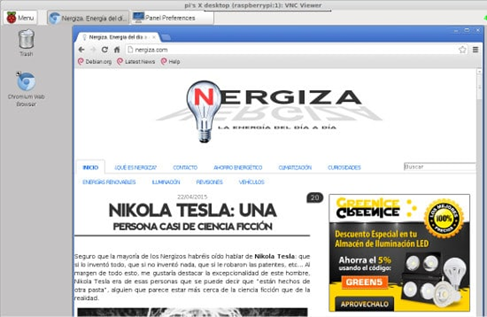 pi's X desktop (raspberrypi:1): VNC Viewer
Menu
Nergiza. Energía del di...
Panel Preferences
Trash
Chromium Web
Browser
Nergiza. Energía del dia a
nergiza.com
Debian.org
Latest News
Help
NERGIZA
LA ENERGÍA DEL DÍA A DÍA
INICIO
¿QUÉ ES NERGIZA?
CONTACTO
AHORRO ENERGÉTICO
CLIMATIZACIÓN
CURIOSIDADES
Buscar
ENERGÍAS RENOVABLES
ILUMINACIÓN
REVISIONES
VEHÍCULOS
22/04/2015
20
NIKOLA TESLA: UNA
PERSONA CASI DE CIENCIA FICCIÓN
Seguro que la mayoría de los Nergizos habréis oído hablar de Nikola Tesla: que
si lo inventó todo, que si no inventó nada, que si le robaron las patentes, etc... Al
margen de todo esto, me gustaría destacar la excepcionalidad de este hombre.
Nikola Tesla era de esas personas que se puede decir que "están hechos de
otra pasta", alguien que parece estar más cerca de la ciencia ficción que de la
realidad.
GREENICE
LOS MEJORES
100%
Descuento Especial en tu
Almacén de Iluminación LED
Ahorra el 5%
usando el código:
GREEN5
APROVECHALO